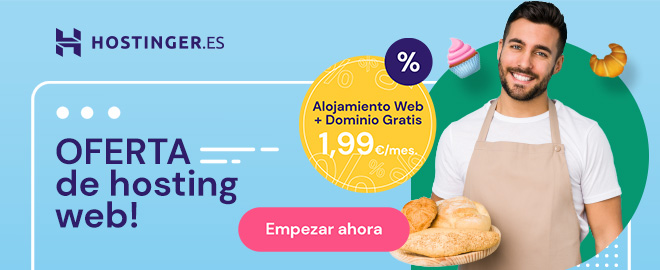 HOSTINGER.ES
%
Alojamiento Web
+ Dominio Gratis
1,99€/mes.
OFERTA
de hosting
web!
Empezar ahora